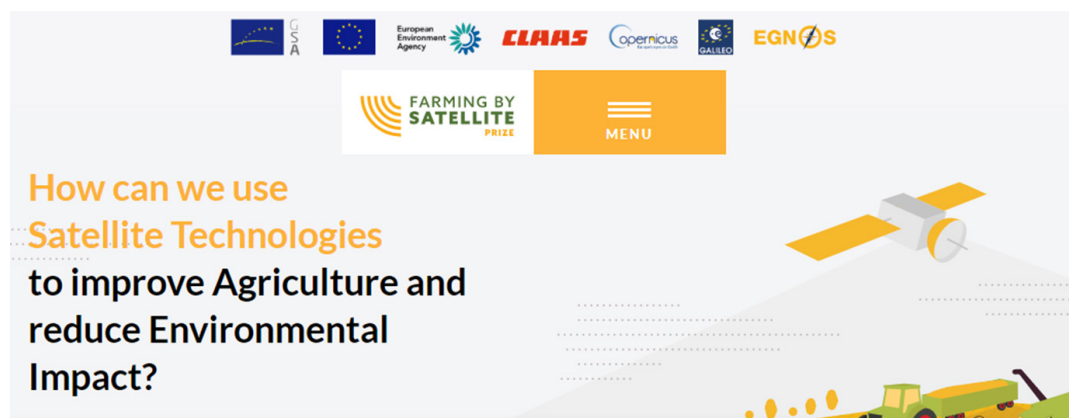 GSA
European
Environment
Agency
CLAAS
Copernicus
GALILEO
EGNOS
FARMING BY
SATELLITE
PRIZE
MENU
How can we use
Satellite Technologies
to improve Agriculture and
reduce Environmental
Impact?